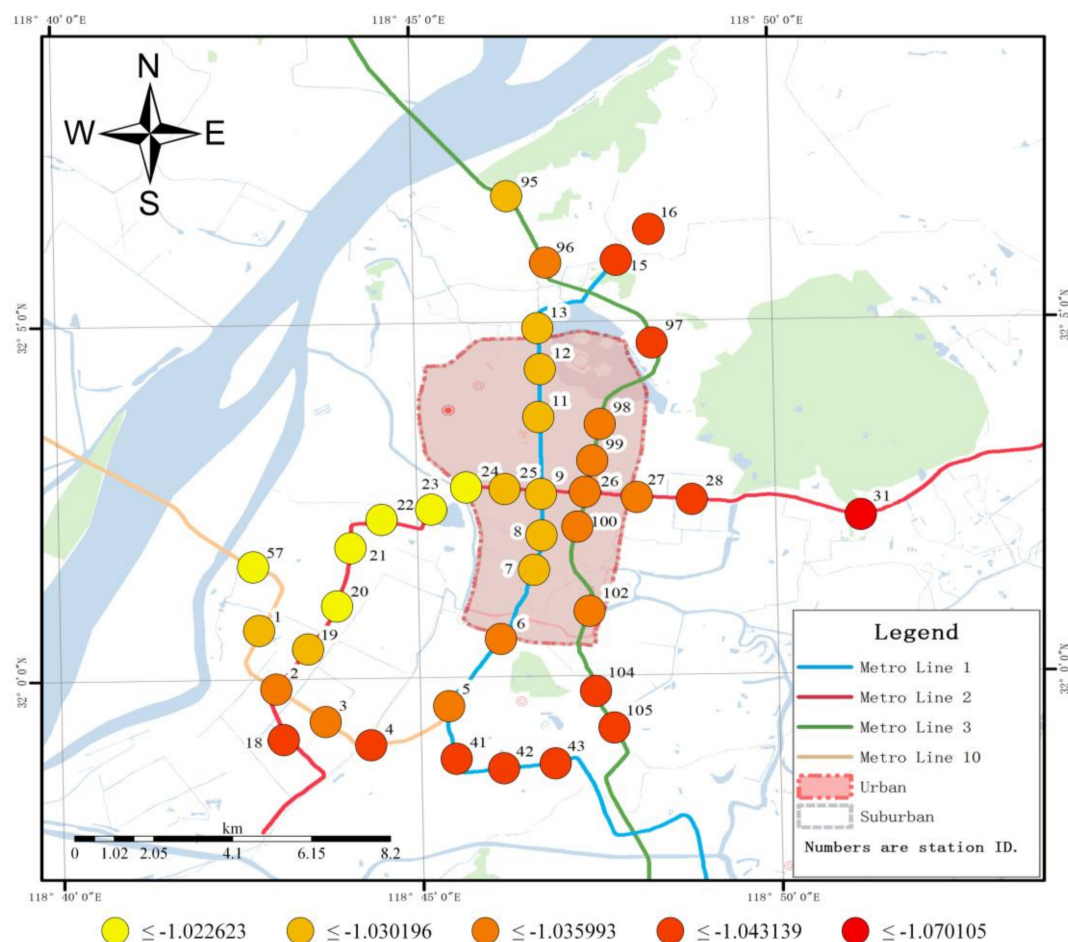 118° 40′ 0″E
118° 45′ 0″E
118° 50′ 0″E
N
W E
S
95
16
96
15
32° 5′0″N
13
97
32° 5′0″N
12
11
98
99
24
25
9
26
27
28
31
23
22
8
100
21
7
57
20
102
1
19
6
32° 0′0″N
2
104
32° 0′0″N
5
3
105
18
4
41
42
43
Legend
Metro Line 1
Metro Line 2
Metro Line 3
Metro Line 10
Urban
Suburban
Numbers are station ID.
km
0 1.02 2.05 4.1 6.15 8.2
118° 40′ 0″E
118° 45′ 0″E
118° 50′ 0″E
≤ -1.022623
≤ -1.030196
≤ -1.035993
≤ -1.043139
≤ -1.070105